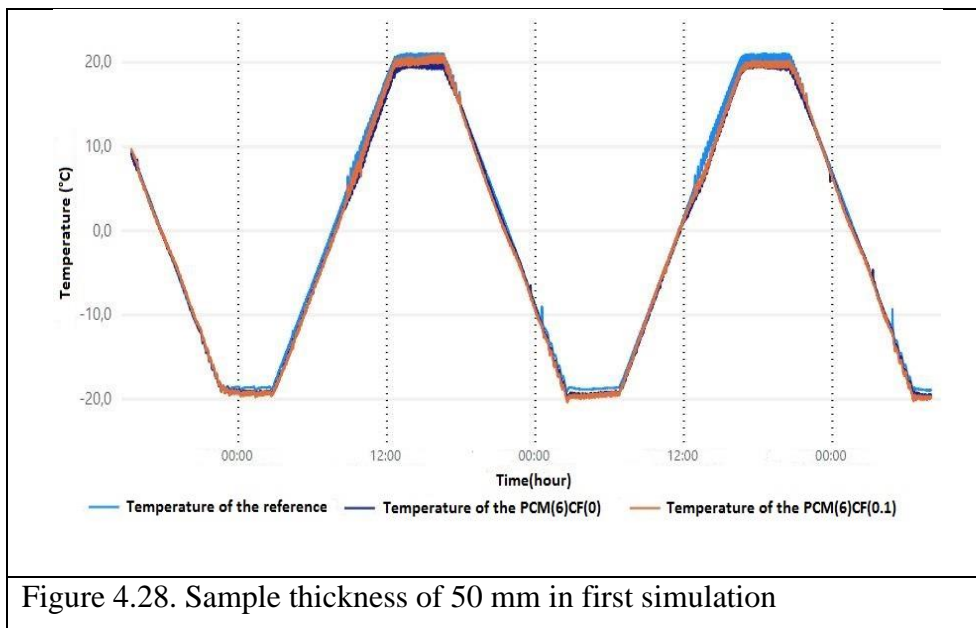 20,0
10,0
0,0
-10,0
-20,0
Temperature (°C)
00:00 12:00 00:00 12:00 00:00
Time(hour)
Temperature of the reference Temperature of the PCM(6)CF(0) Temperature of the PCM(6)CF(0.1)
Figure 4.28. Sample thickness of 50 mm in first simulation